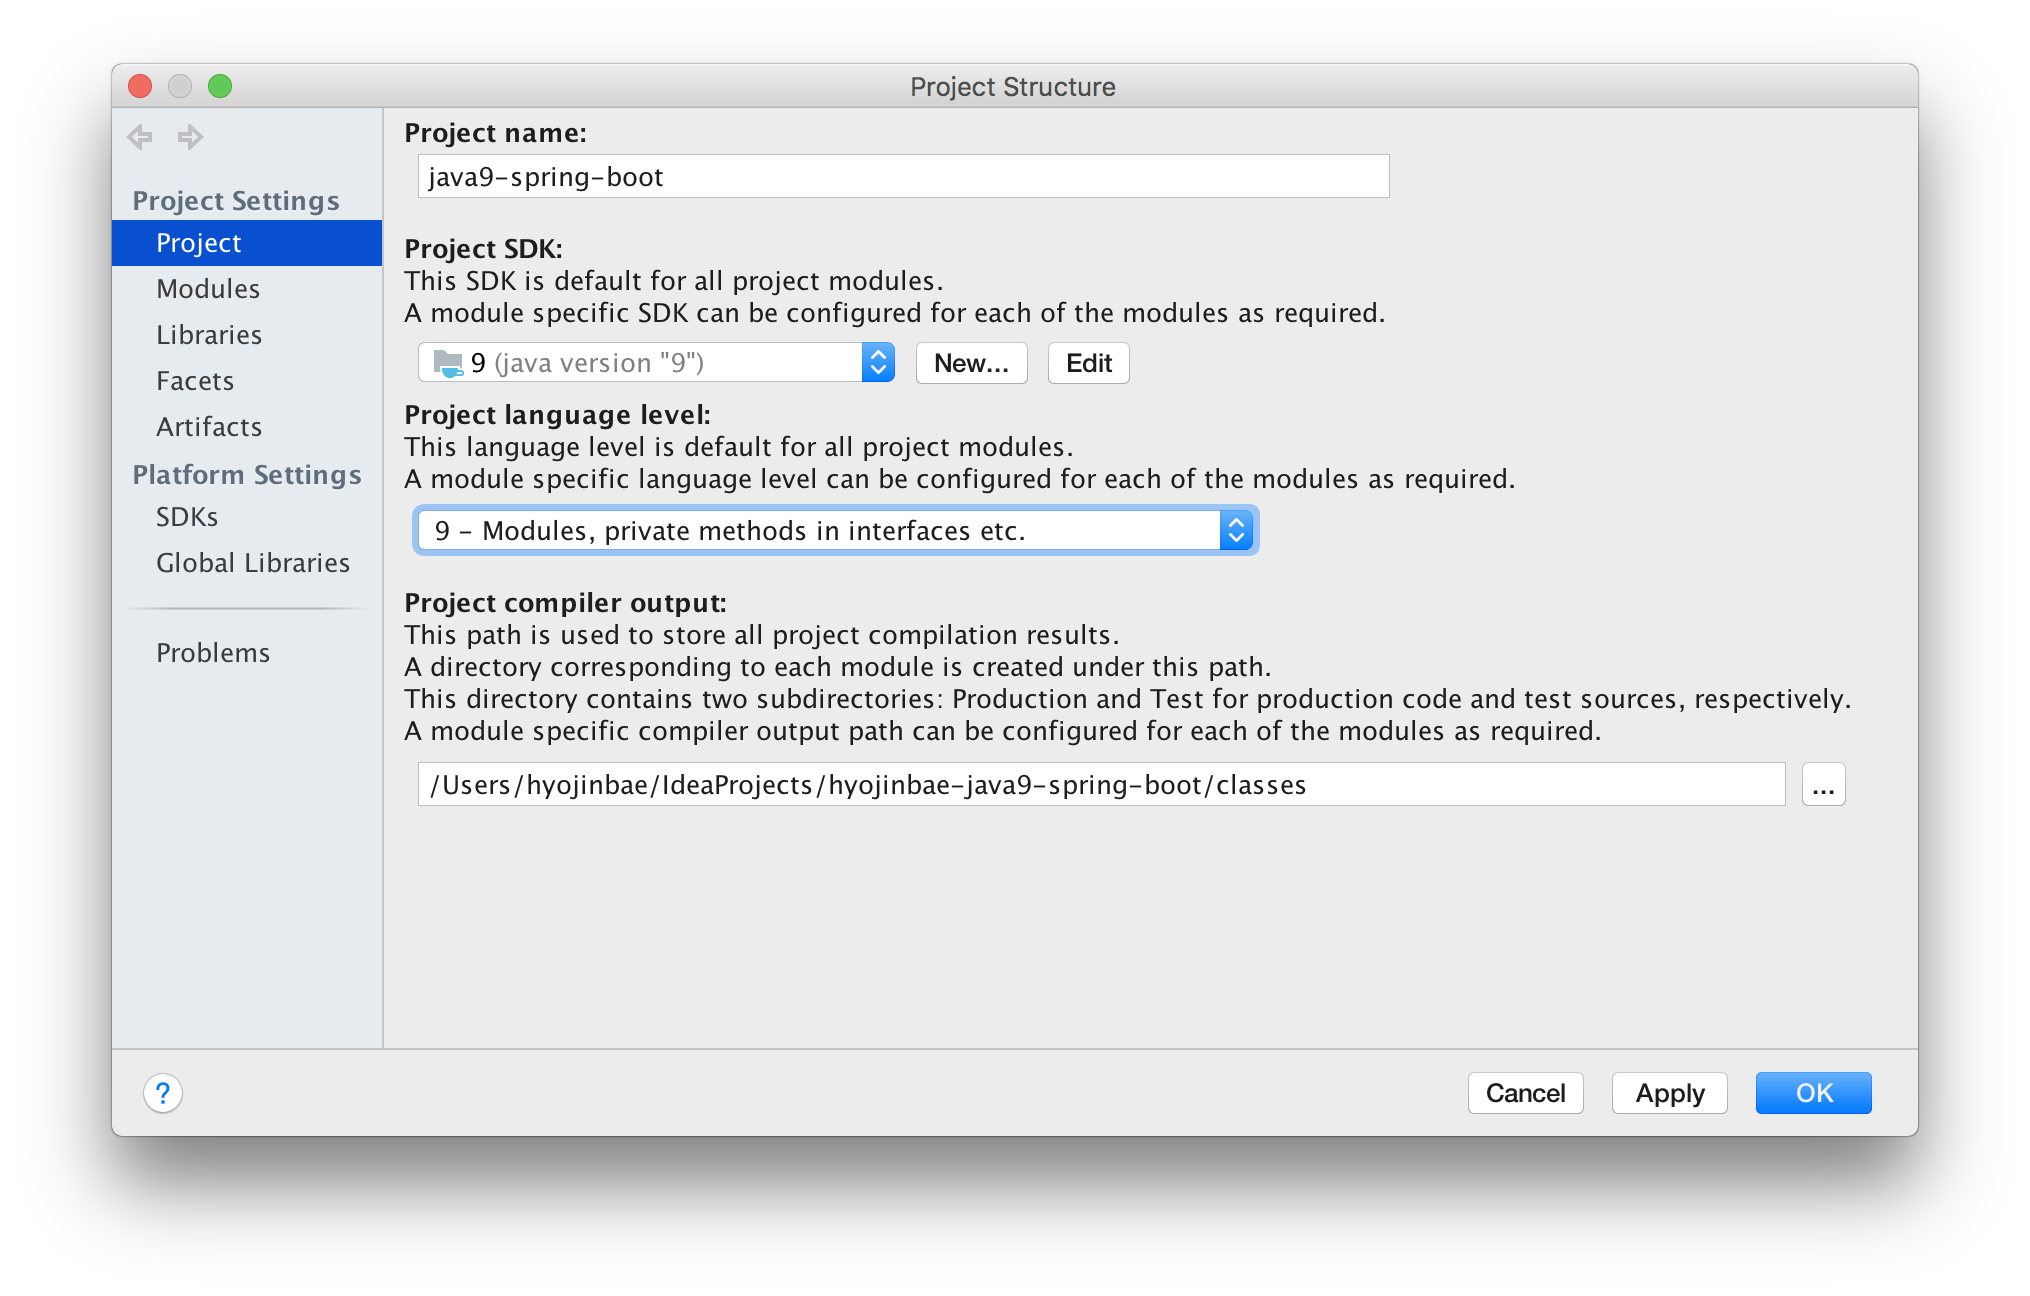 Project Structure
Project Settings
Project
Modules
Libraries
Facets
Artifacts
Platform Settings
SDKs
Global Libraries
Problems
Project name:
java9-spring-boot
Project SDK:
This SDK is default for all project modules.
A module specific SDK can be configured for each of the modules as required.
9 (java version "9") New... Edit
Project language level:
This language level is default for all project modules.
A module specific language level can be configured for each of the modules as required.
9 - Modules, private methods in interfaces etc.
Project compiler output:
This path is used to store all project compilation results.
A directory corresponding to each module is created under this path.
This directory contains two subdirectories: Production and Test for production code and test sources, respectively.
A module specific compiler output path can be configured for each of the modules as required.
/Users/hyojinbae/IdeaProjects/hyojinbae-java9-spring-boot/classes ...
? Cancel Apply OK